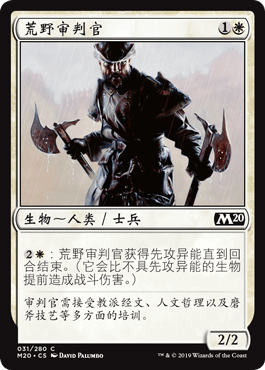 荒野审判官 1
生物～人类／士兵 M20
2：荒野审判官获得先攻异能直到回
合结束。（它会比不具先攻异能的生物
提前造成战斗伤害。）
审判官需接受教派经文、人文哲理以及磨
斧技艺等多方面的培训。
2/2
031/280 C
M20 • CS DAVID PALUMBO ™ & © 2019 Wizards of the Coast